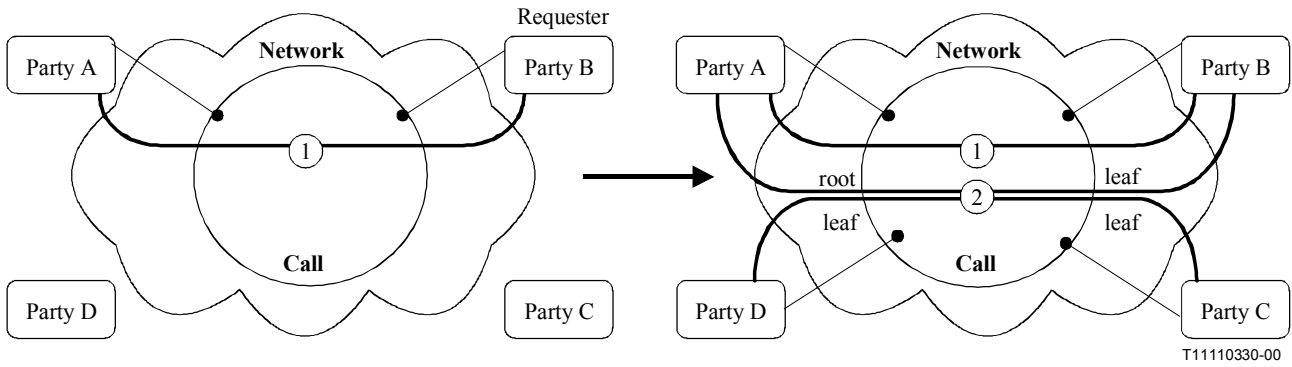 Requester
Party A
Network
Party B
1
Call
Party D
Party C
Party A
Network
Party B
1
root
leaf
2
leaf
leaf
Call
Party D
Party C
T11110330-00